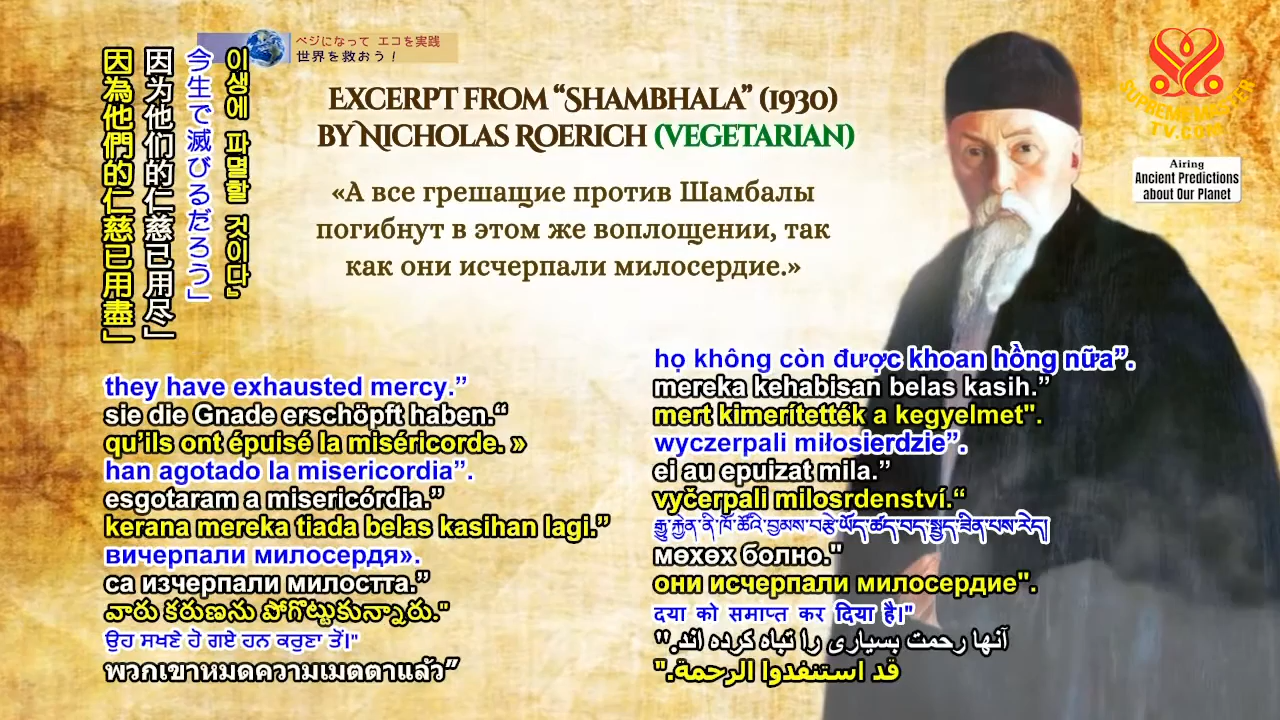 因為他們的仁慈已用盡」
因为他们的仁慈已用尽」
今生で滅びるだろう」
이생에 파멸할 것이다』
ベジになって エコを実践
世界を救おう！
EXCERPT FROM “SHAMBHALA” (1930)
BY NICHOLAS ROERICH (VEGETARIAN)
«А все грешащие против Шамбалы
погибнут в этом же воплощении, так
как они исчерпали милосердие.»
SUPREMEMASTER
TV.COM
Airing
Ancient Predictions
about Our Planet
they have exhausted mercy.”
sie die Gnade erschöpft haben.“
qu’ils ont épuisé la miséricorde. »
han agotado la misericordia”.
esgotaram a misericórdia.”
kerana mereka tiada belas kasihan lagi.”
вичерпали милосердя».
са изчерпали милостта.”
వారు కరుణను పోగొట్టుకున్నారు."
ਉਹ ਸਖਣੇ ਹੋ ਗਏ ਹਨ ਕਰੁਣਾ ਤੋਂ।"
พวกเขาหมดความเมตตาแล้ว”
họ không còn được khoan hồng nữa”.
mereka kehabisan belas kasih.”
mert kimerítették a kegyelmet".
wyczerpali miłosierdzie”.
ei au epuizat mila.”
vyčerpali milosrdenství.“
རྒྱུ་རྐྱེན་ནི་ཁོ་ཚོའི་བྱམས་བརྩེ་ཡོད་ཚད་བད་སྤྱད་ཟིན་པས་རེད།
мөхөх болно."
они исчерпали милосердие".
दया को समाप्त कर दिया है।"
آنها رحمت بسیاری را تباه کرده اند."
قد استنفدوا الرحمة."